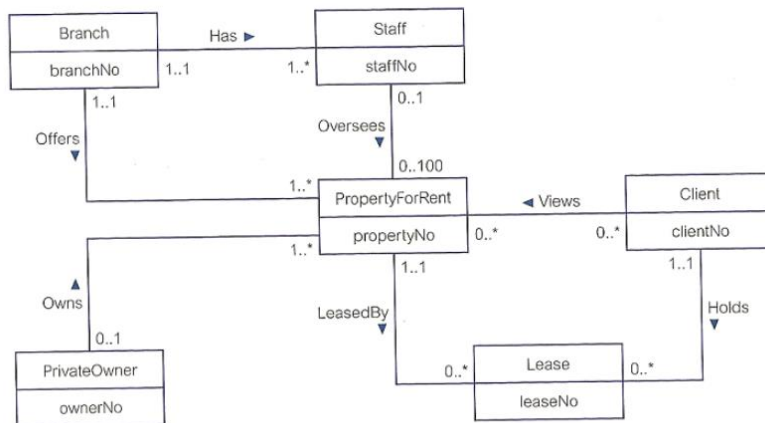 Branch
branchNo
Has ►
1..1
1..*
Staff
staffNo
1..1
0..1
Offers
▼
Oversees
▼
0..100
1..*
PropertyForRent
propertyNo
◄ Views
0..*
0..*
Client
clientNo
1..*
1..1
1..1
▲
Owns
LeasedBy
▼
Holds
▼
0..1
PrivateOwner
ownerNo
0..*
Lease
leaseNo
0..*